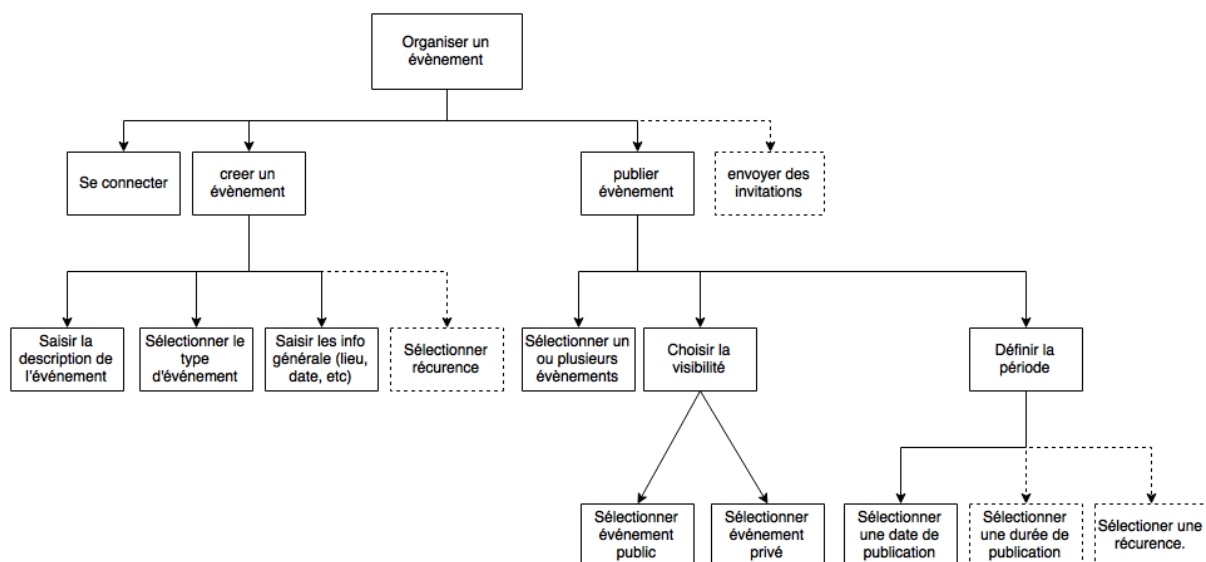 Organiser un
évènement
Se connecter
creer un
évènement
publier
évènement
envoyer des
invitations
Saisir la
description de
l'événement
Sélectionner le
type
d'événement
Saisir les info
générale (lieu,
date, etc)
Sélectionner
récurence
Sélectionner un
ou plusieurs
évènements
Choisir la
visibilité
Définir la
période
Sélectionner
événement
public
Sélectionner
événement
privé
Sélectionner
une date de
publication
Sélectionner
une durée de
publication
Sélectioner une
récurence.